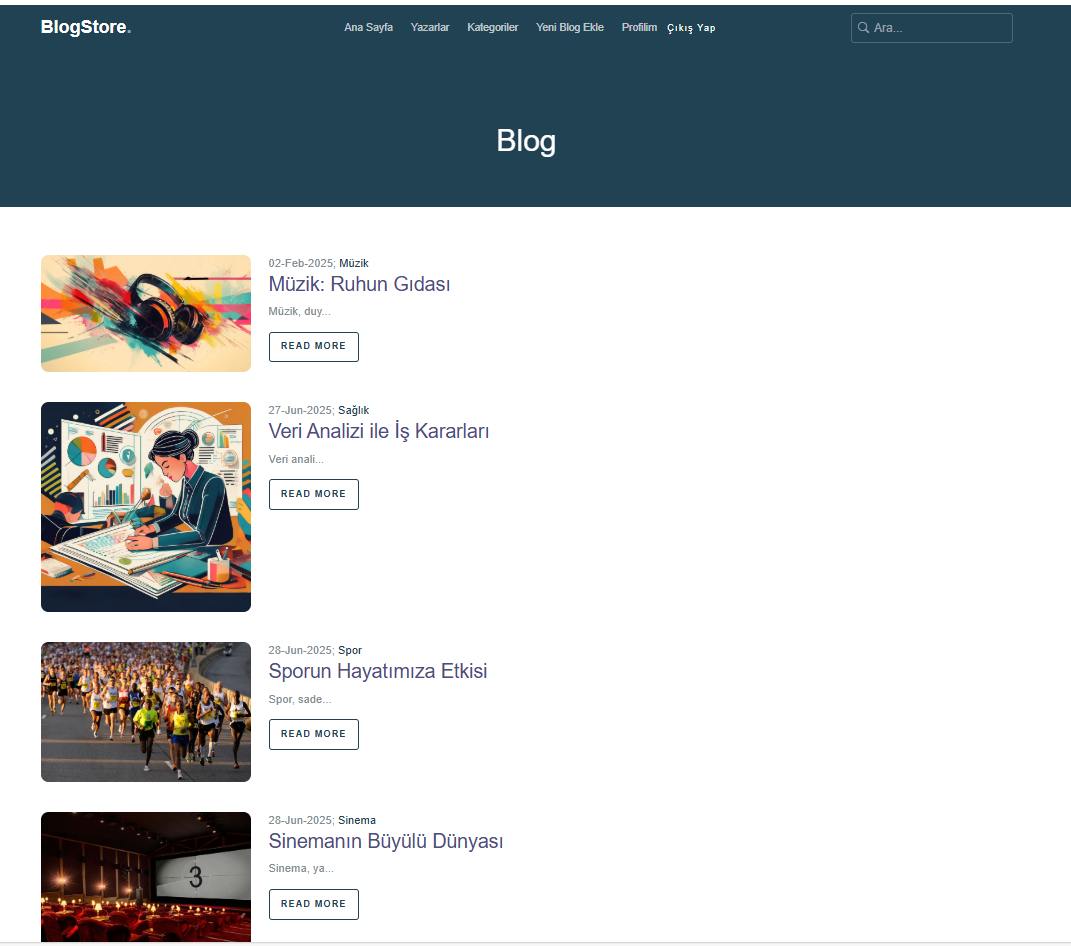 BlogStore.
Ana Sayfa Yazarlar Kategoriler Yeni Blog Ekle Profilim Çıkış Yap
Ara...
Blog
02-Feb-2025; Müzik
Müzik: Ruhun Gıdası
Müzik, duy...
READ MORE
27-Jun-2025; Sağlık
Veri Analizi ile İş Kararları
Veri anali...
READ MORE
28-Jun-2025; Spor
Sporun Hayatımıza Etkisi
Spor, sade...
READ MORE
28-Jun-2025; Sinema
Sinemanın Büyülü Dünyası
Sinema, ya...
READ MORE
3